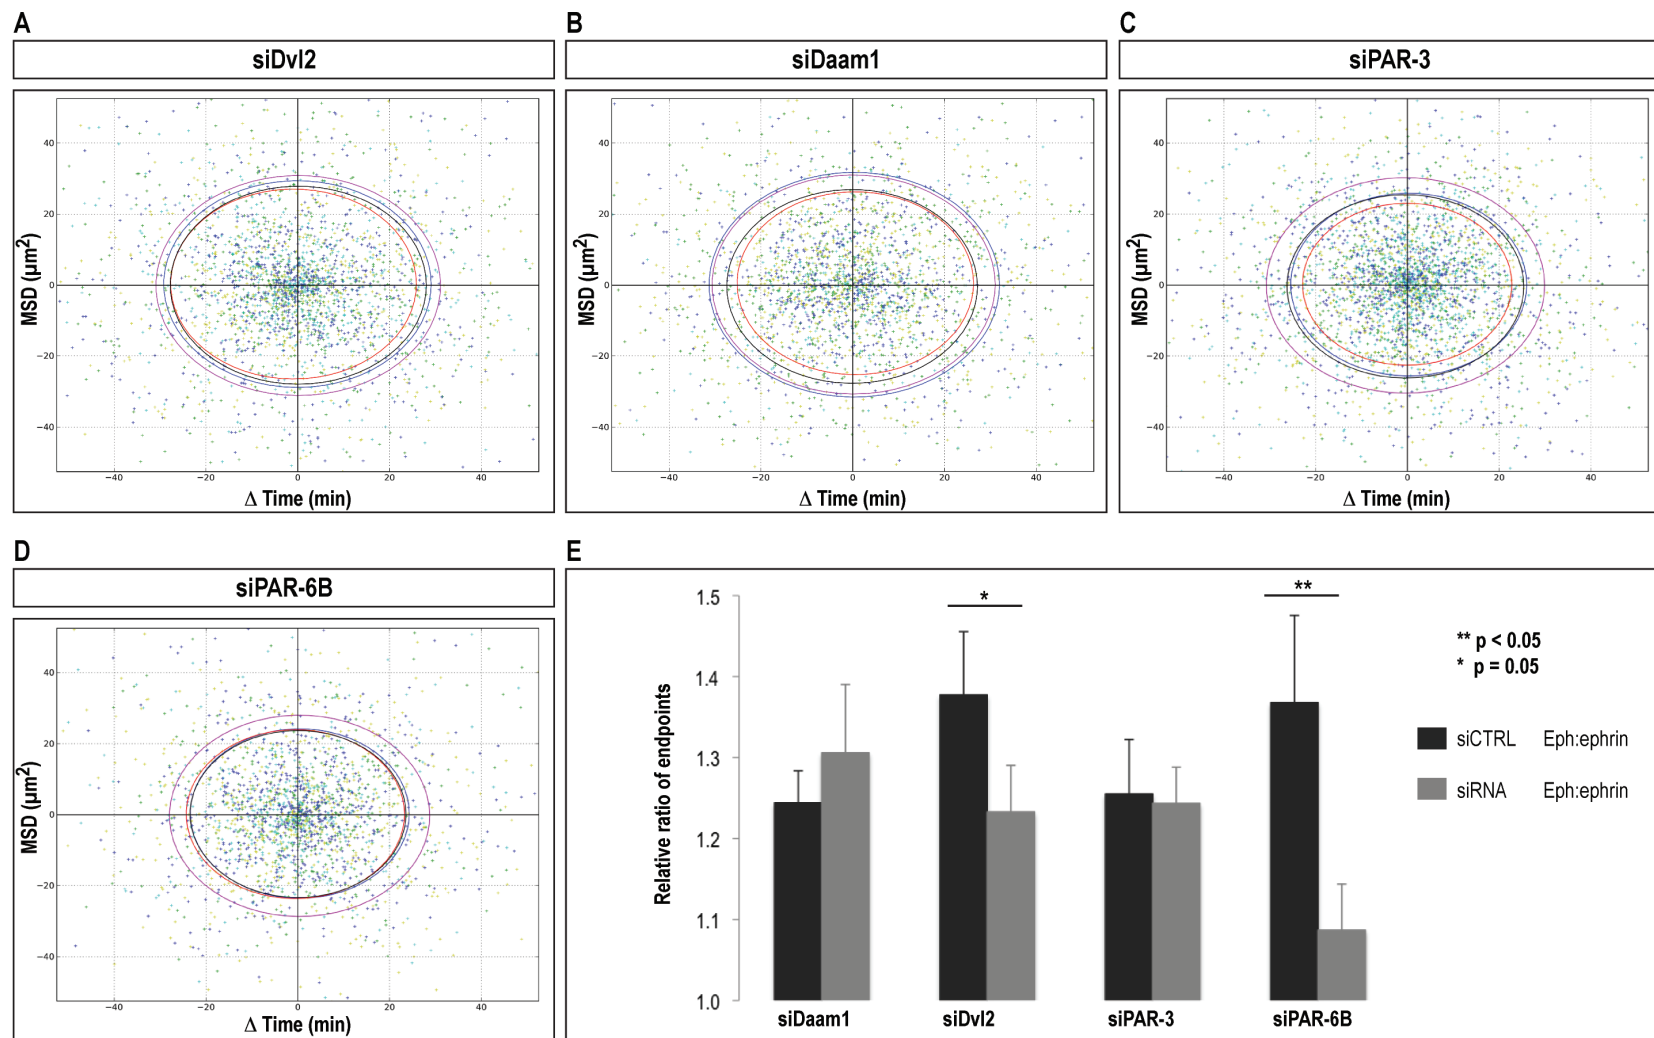 A
siDvl2
MSD (µm²)
40
20
0
−20
−40
−40 −20 0 20 40
Δ Time (min)
B
siDaam1
MSD (µm²)
40
20
0
−20
−40
−40 −20 0 20 40
Δ Time (min)
C
siPAR-3
MSD (µm²)
40
20
0
−20
−40
−40 −20 0 20 40
Δ Time (min)
D
siPAR-6B
MSD (µm²)
40
20
0
−20
−40
−40 −20 0 20 40
Δ Time (min)
E
Relative ratio of endpoints
1.5
1.4
1.3
1.2
1.1
1.0
*
**
** p < 0.05
* p = 0.05
siCTRL Eph:ephrin
siRNA Eph:ephrin
siDaam1 siDvl2 siPAR-3 siPAR-6B